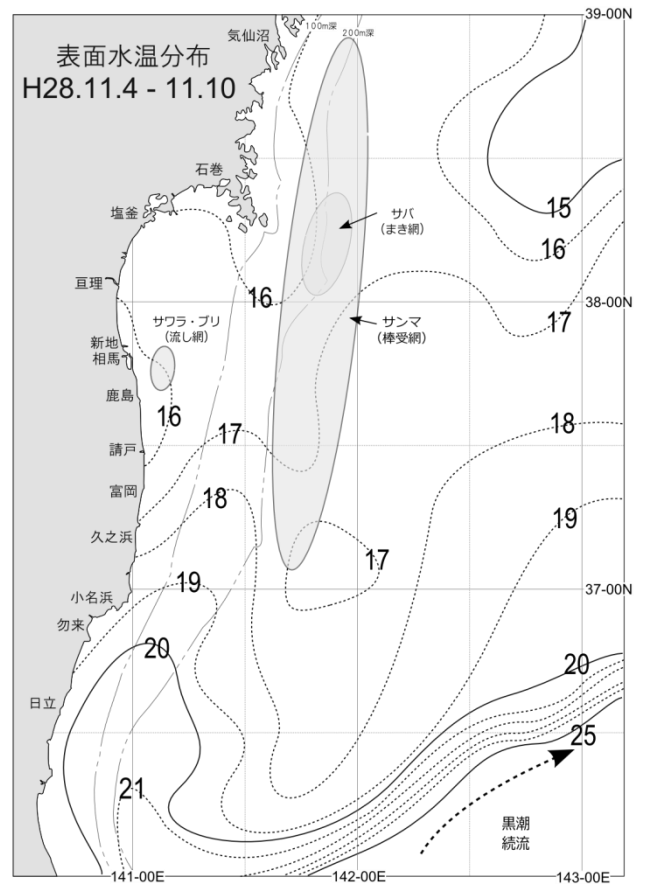 39-00N
気仙沼
100m深
200m深
表面水温分布
H28.11.4 - 11.10
石巻
塩釜
サバ
(まき網)
15
16
亘理
16
38-00N
サワラ・ブリ
(流し網)
サンマ
(棒受網)
17
新地
相馬
鹿島
16
17
18
請戸
富岡
18
19
久之浜
17
19
37-00N
小名浜
勿来
20
20
日立
25
21
黒潮
続流
141-00E
142-00E
143-00E